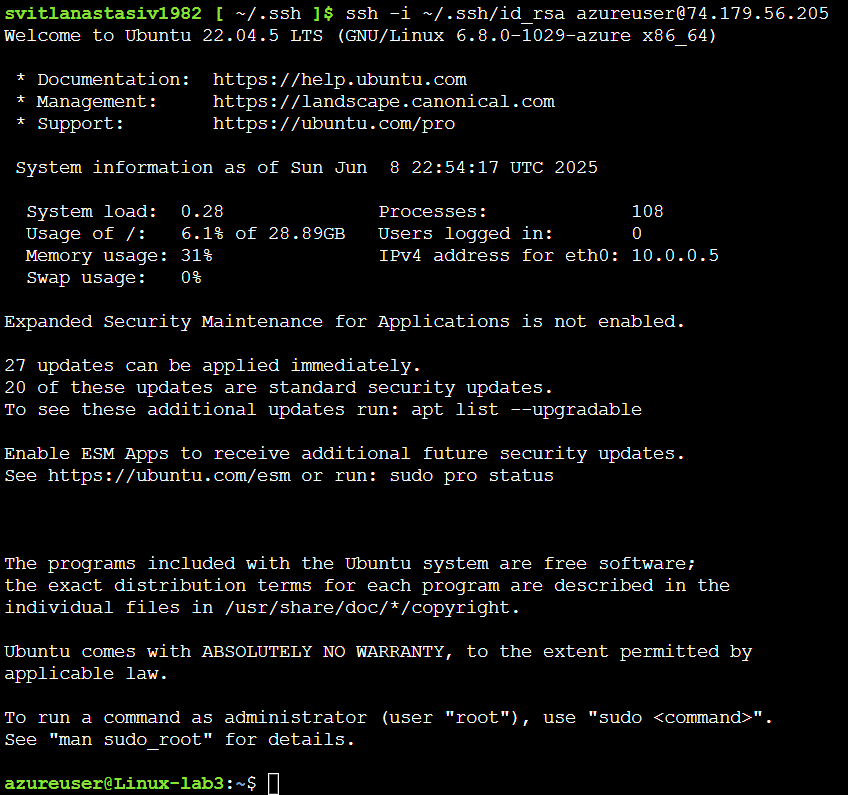 svitlanastasiv1982 [ ~/.ssh ]$ ssh -i ~/.ssh/id_rsa azureuser@74.179.56.205
Welcome to Ubuntu 22.04.5 LTS (GNU/Linux 6.8.0-1029-azure x86_64)

 * Documentation:  https://help.ubuntu.com
 * Management:     https://landscape.canonical.com
 * Support:        https://ubuntu.com/pro

 System information as of Sun Jun  8 22:54:17 UTC 2025

  System load:  0.28              Processes:             108
  Usage of /:   6.1% of 28.89GB   Users logged in:       0
  Memory usage: 31%               IPv4 address for eth0: 10.0.0.5
  Swap usage:   0%

Expanded Security Maintenance for Applications is not enabled.

27 updates can be applied immediately.
20 of these updates are standard security updates.
To see these additional updates run: apt list --upgradable

Enable ESM Apps to receive additional future security updates.
See https://ubuntu.com/esm or run: sudo pro status

The programs included with the Ubuntu system are free software;
the exact distribution terms for each program are described in the
individual files in /usr/share/doc/*/copyright.

Ubuntu comes with ABSOLUTELY NO WARRANTY, to the extent permitted by
applicable law.

To run a command as administrator (user "root"), use "sudo <command>".
See "man sudo_root" for details.

azureuser@Linux-lab3:~$